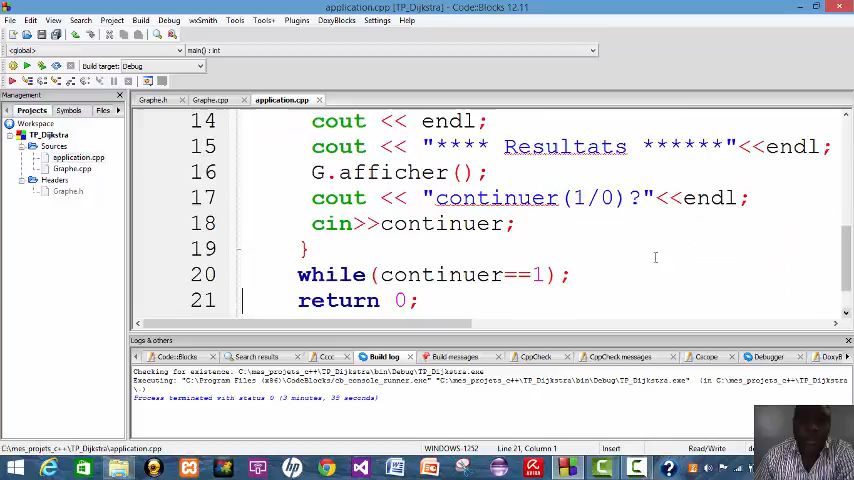 application.cpp [TP_Dijkstra] - Code::Blocks 12.11
File Edit View Search Project Build Debug wxSmith Tools Tools+ Plugins DoxyBlocks Settings Help
<global> main() : int
Build target: Debug
Management
Projects Symbols Files
Workspace
TP_Dijkstra
Sources
application.cpp
Graphe.cpp
Headers
Graphe.h
Graphe.h Graphe.cpp application.cpp
14 cout << endl;
15 cout << "**** Resultats ******"<<endl;
16 G.afficher();
17 cout << "continuer(1/0)?"<<endl;
18 cin>>continuer;
19 }
20 while(continuer==1);
21 return 0;
Logs & others
Code::Blocks Search results Cccc Build log Build messages CppCheck CppCheck messages Cscope Debugger DoxyB
Checking for existence: C:\mes_projets_c++\TP_Dijkstra\bin\Debug\TP_Dijkstra.exe
Executing: "C:\Program Files (x86)\CodeBlocks/cb_console_runner.exe" "C:\mes_projets_c++\TP_Dijkstra\bin\Debug\TP_Dijkstra.exe" (in C:\mes_projets_c++\TP_Dijkstra
\.)
Process terminated with status 0 (3 minutes, 35 seconds)
C:\mes_projets_c++\TP_Dijkstra\application.cpp WINDOWS-1252 Line 21, Column 1 Insert Read/Write de